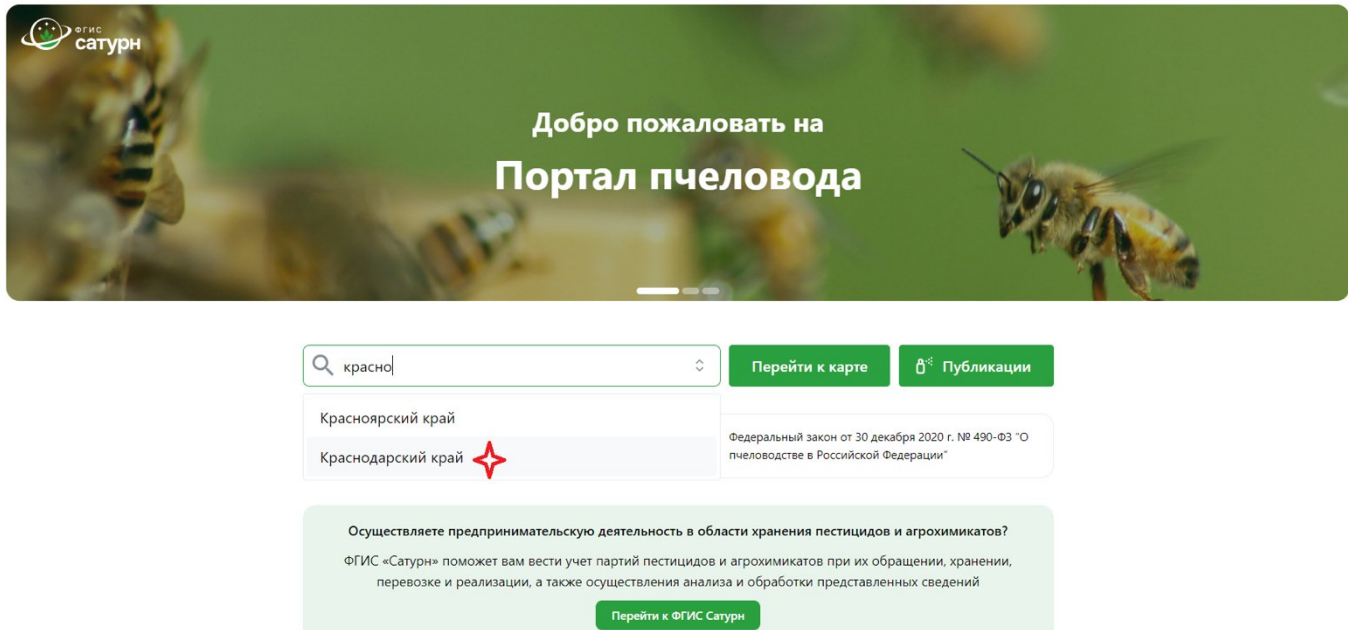 ФГИС
сатурн
Добро пожаловать на
Портал пчеловода
красно
Перейти к карте
Публикации
Красноярский край
Краснодарский край
Федеральный закон от 30 декабря 2020 г. № 490-ФЗ "О
пчеловодстве в Российской Федерации"
Осуществляете предпринимательскую деятельность в области хранения пестицидов и агрохимикатов?
ФГИС «Сатурн» поможет вам вести учет партий пестицидов и агрохимикатов при их обращении, хранении,
перевозке и реализации, а также осуществления анализа и обработки представленных сведений
Перейти к ФГИС Сатурн